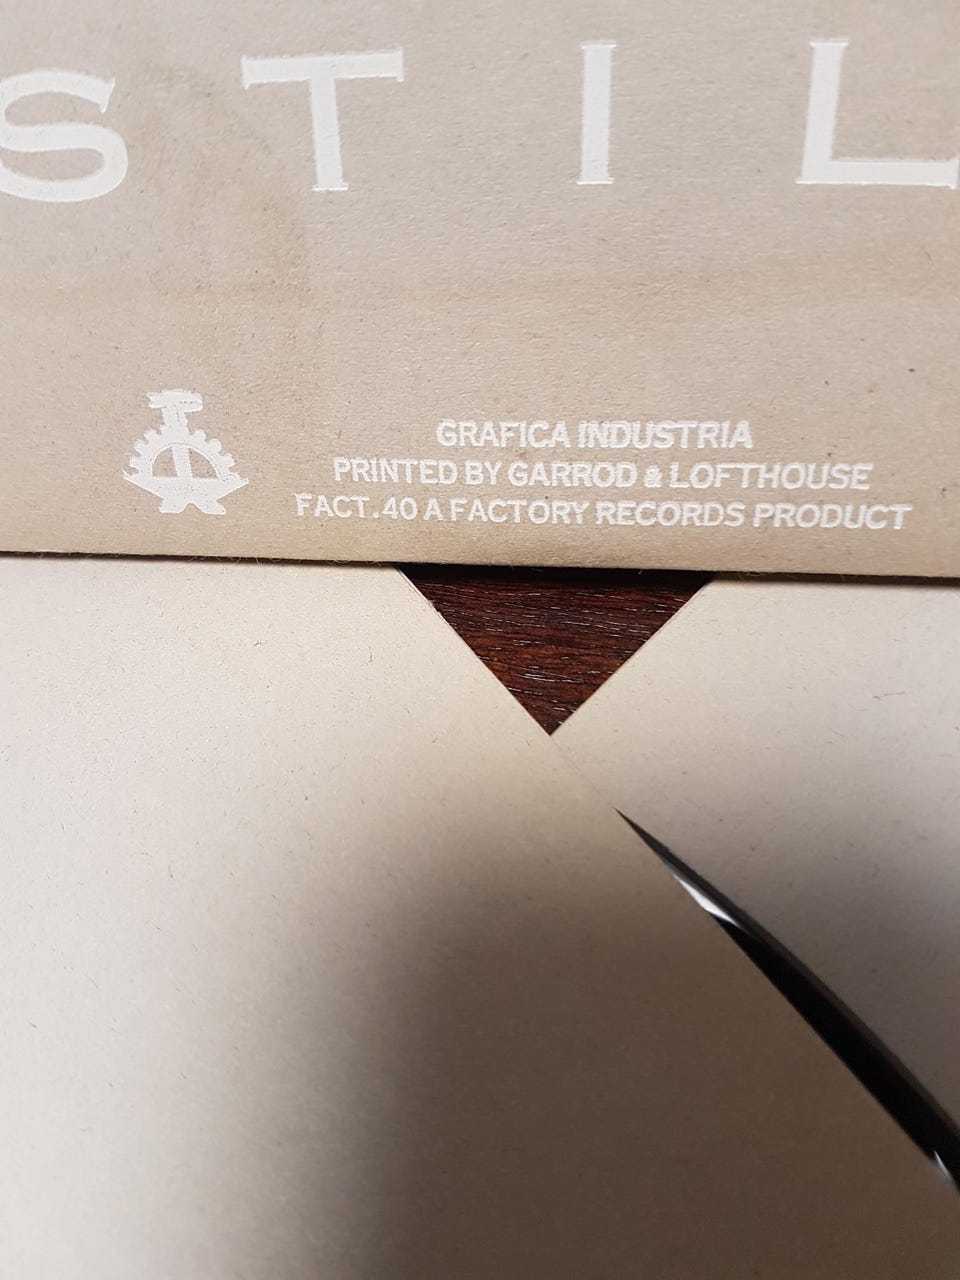 STIL
GRAFICA INDUSTRIA
PRINTED BY GARROD & LOFTHOUSE
FACT.40 A FACTORY RECORDS PRODUCT